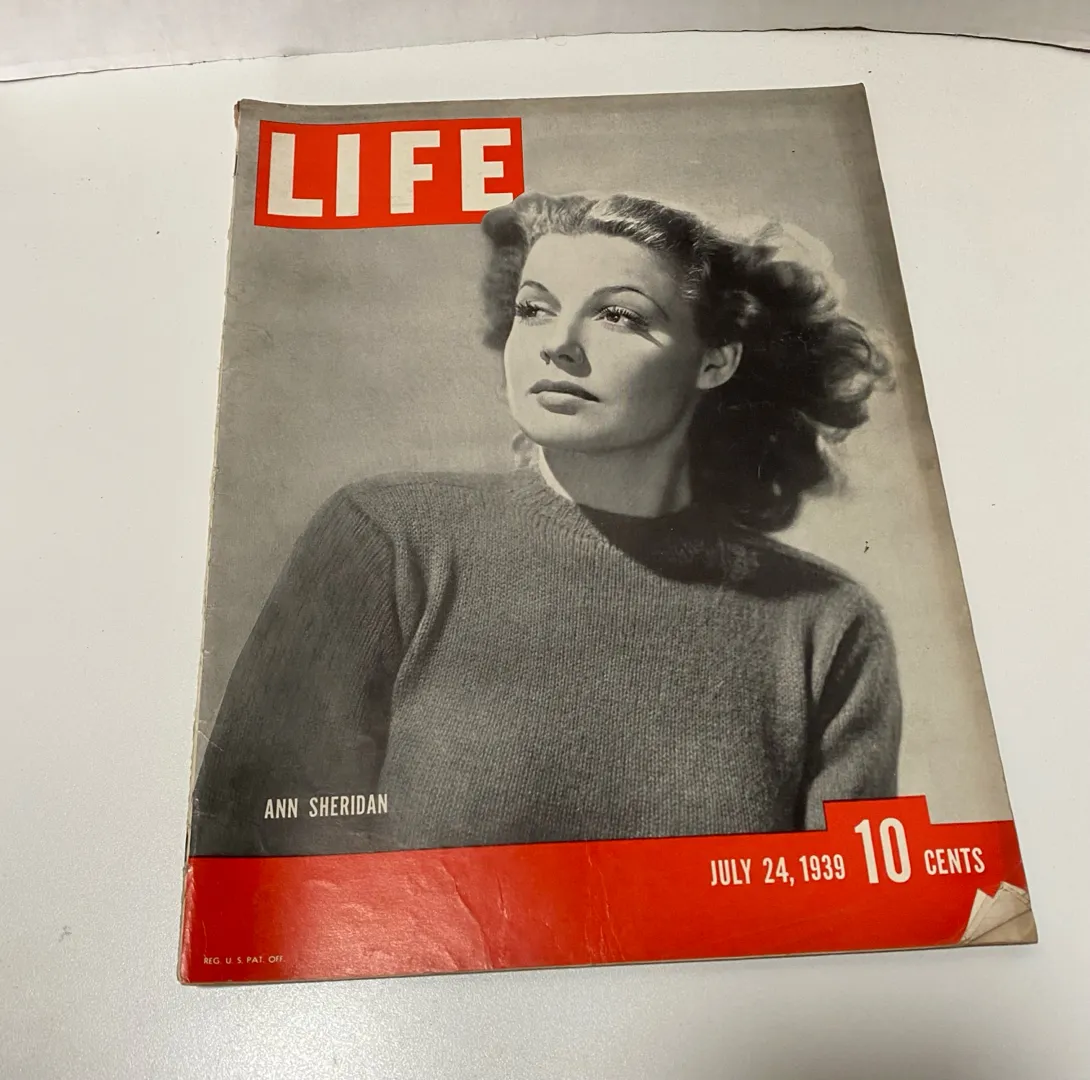 LIFE
ANN SHERIDAN
JULY 24, 1939 10 CENTS
REG. U. S. PAT. OFF.